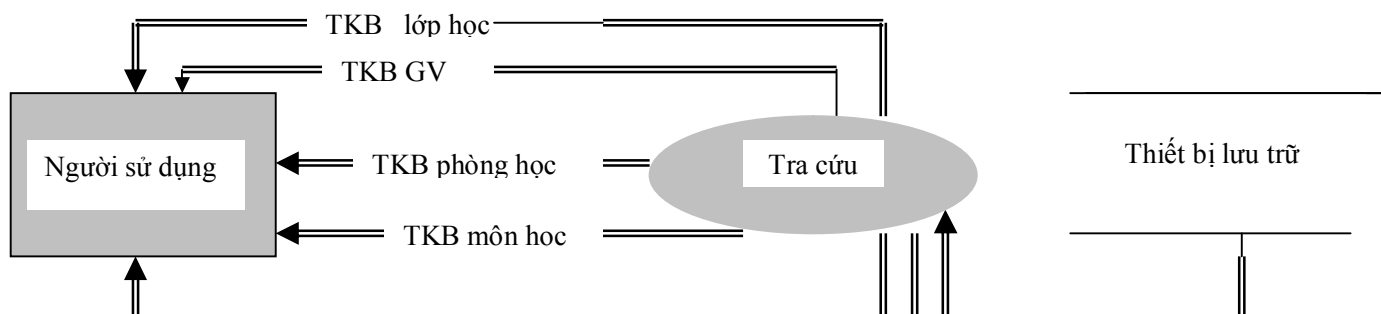 TKB lớp học
TKB GV
Người sử dụng
TKB phòng học
Tra cứu
Thiết bị lưu trữ
TKB môn hoc